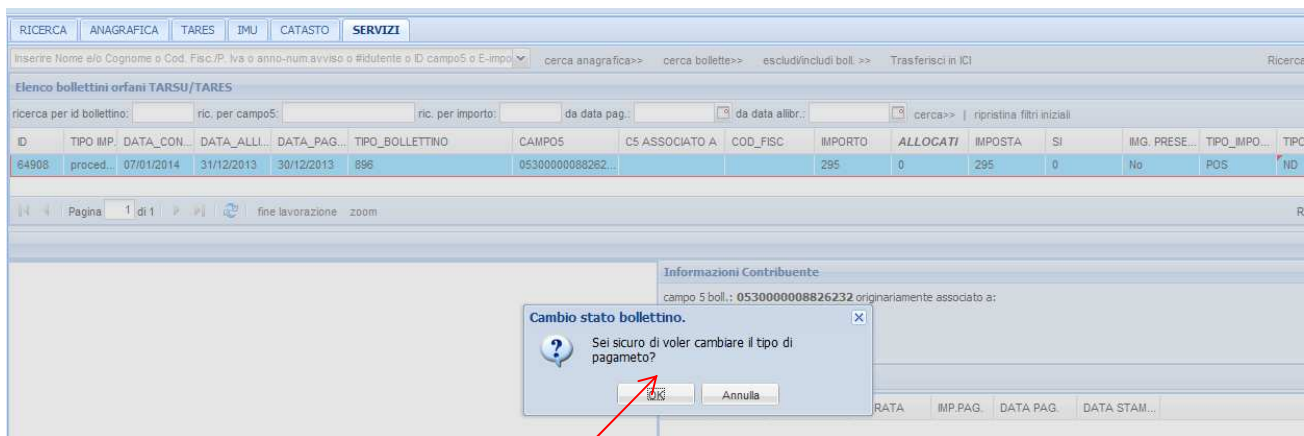 RICERCA ANAGRAFICA TARES IMU CATASTO SERVIZI
Inserire Nome e/o Cognome o Cod. Fisc./P. Iva o anno-num.avviso o #idutente o ID campo5 o E-impo cerca anagrafica>> cerca bollette>> escludi/includi boll. >> Trasferisci in ICI Ricerca
Elenco bollettini orfani TARSU/TARES
ricerca per id bollettino: ric. per campo5: ric. per importo: da data pag.: da data allibr.: cerca>> | ripristina filtri iniziali
ID TIPO IMP. DATA_CON... DATA_ALLI... DATA_PAG... TIPO_BOLLETTINO CAMPO5 C5 ASSOCIATO A COD_FISC IMPORTO ALLOCATI IMPOSTA SI IMG. PRESE... TIPO_IMPO... TIPO
64908 proced... 07/01/2014 31/12/2013 30/12/2013 896 05300000088262... 295 0 295 0 No POS ND
Pagina 1 di 1 fine lavorazione zoom R
Informazioni Contribuente
campo 5 boll.: 0530000008826232 originariamente associato a:
Cambio stato bollettino.
Sei sicuro di voler cambiare il tipo di
pagameto?
OK Annulla
RATA IMP.PAG. DATA PAG. DATA STAM...